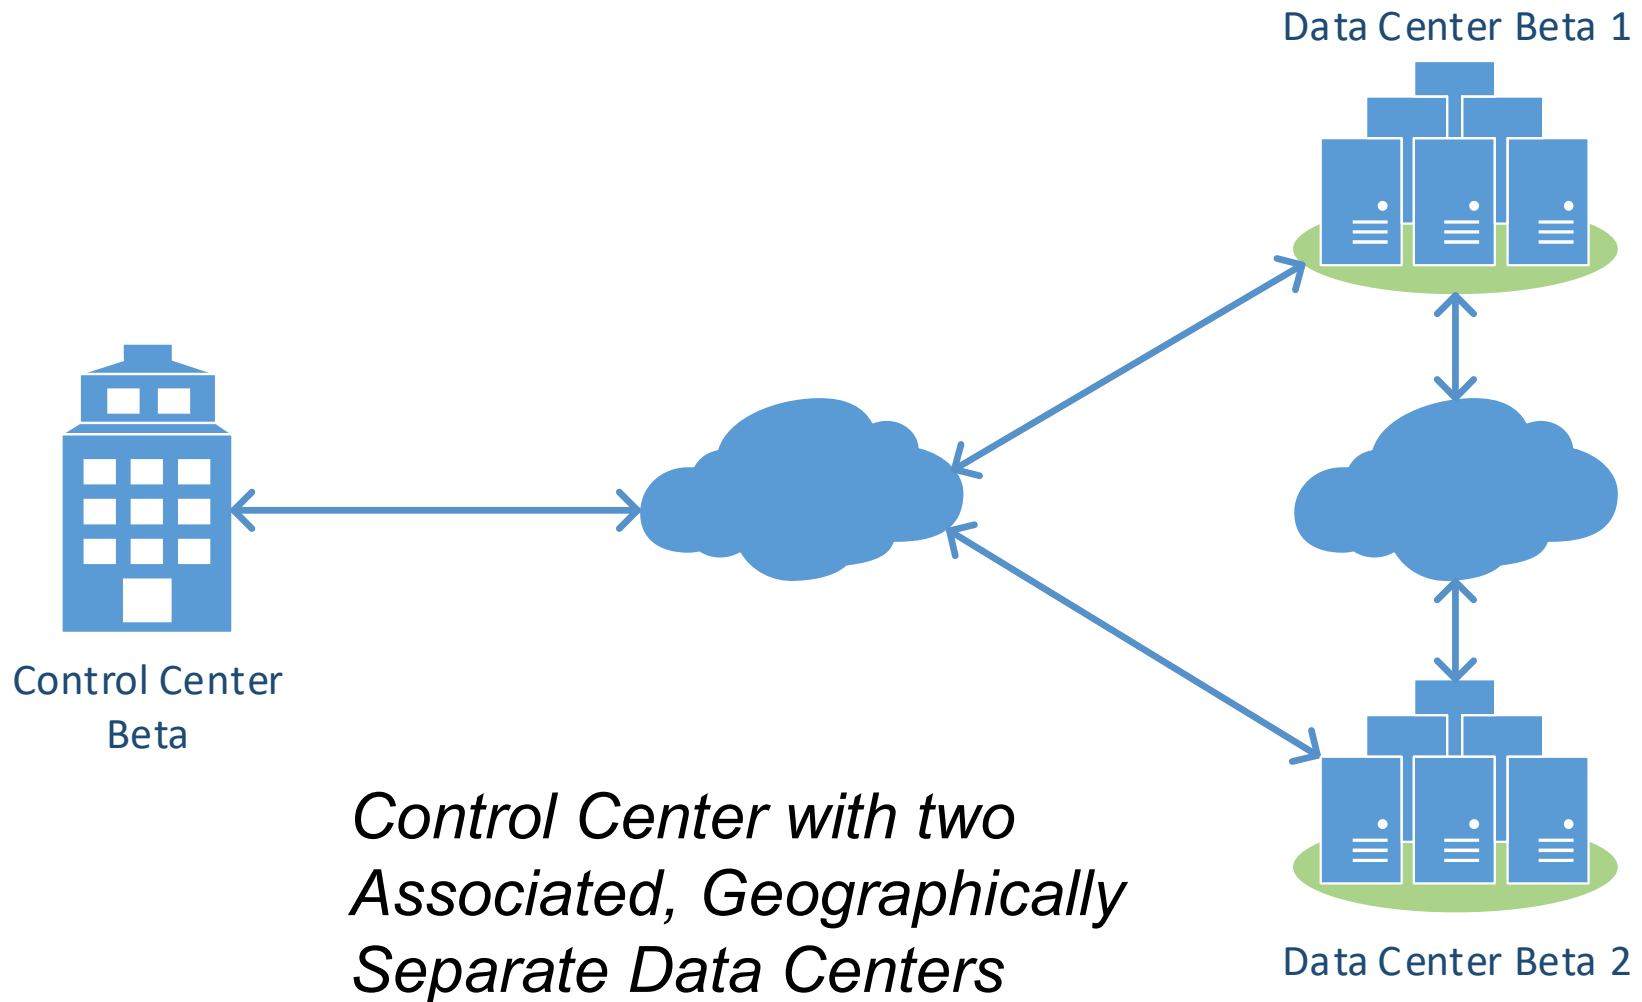 Data Center Beta 1
Control Center
Beta
Control Center with two
Associated, Geographically
Separate Data Centers
Data Center Beta 2